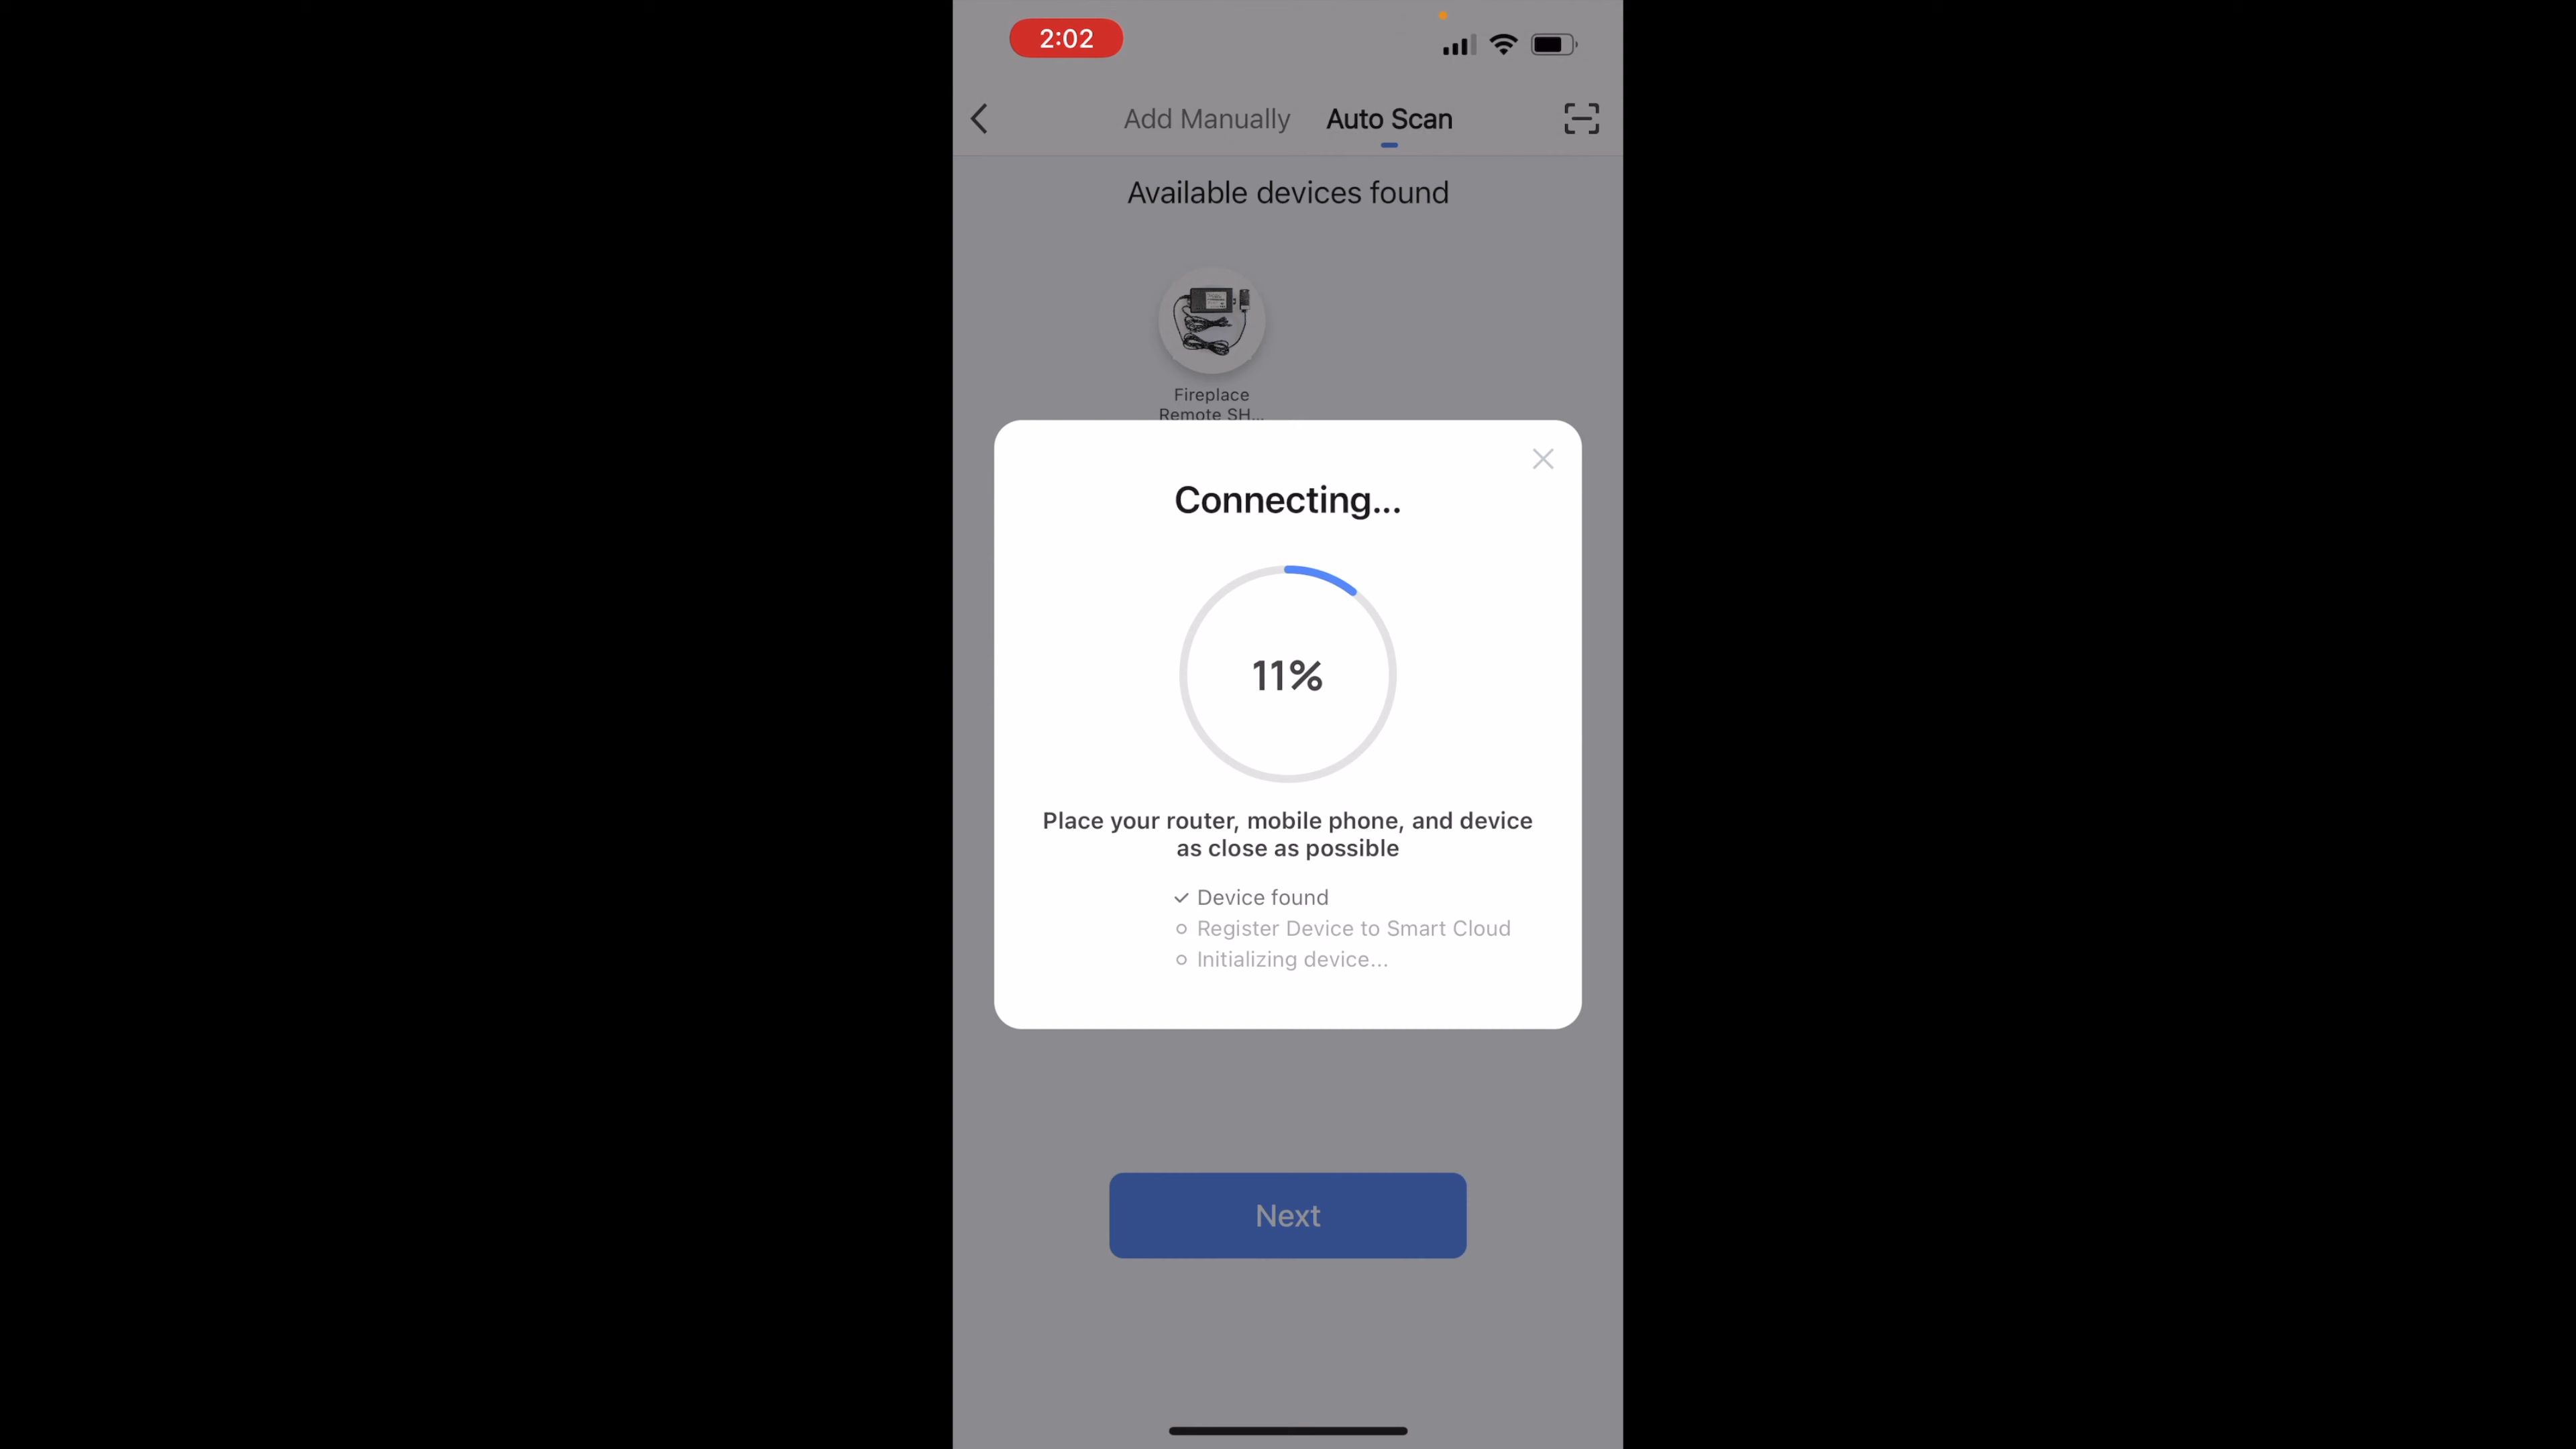 2:02
Add Manually
Auto Scan
Available devices found
Fireplace
Remote SH...
Connecting...
11%
Place your router, mobile phone, and device
as close as possible
Device found
Register Device to Smart Cloud
Initializing device...
Next